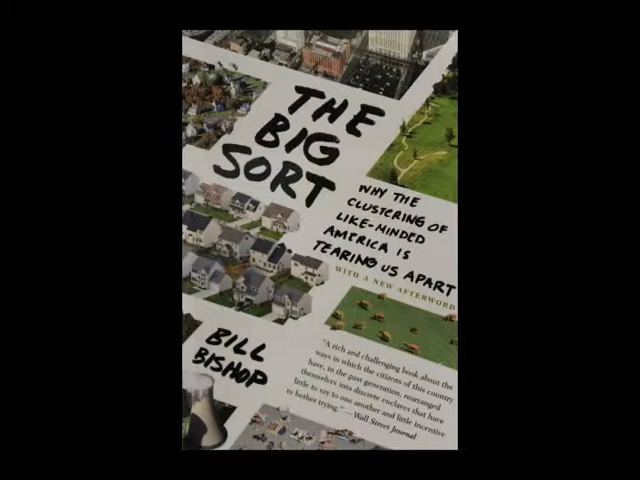 THE
BIG
SORT
WHY THE
CLUSTERING OF
LIKE-MINDED
AMERICA IS
TEARING US APART
WITH A NEW AFTERWORD
BILL
BISHOP
"A rich and challenging book about the
ways in which the citizens of this country
have, in the past generation, rearranged
themselves into discrete enclaves that have
little to say to one another and little incentive
to bother trying." —Wall Street Journal